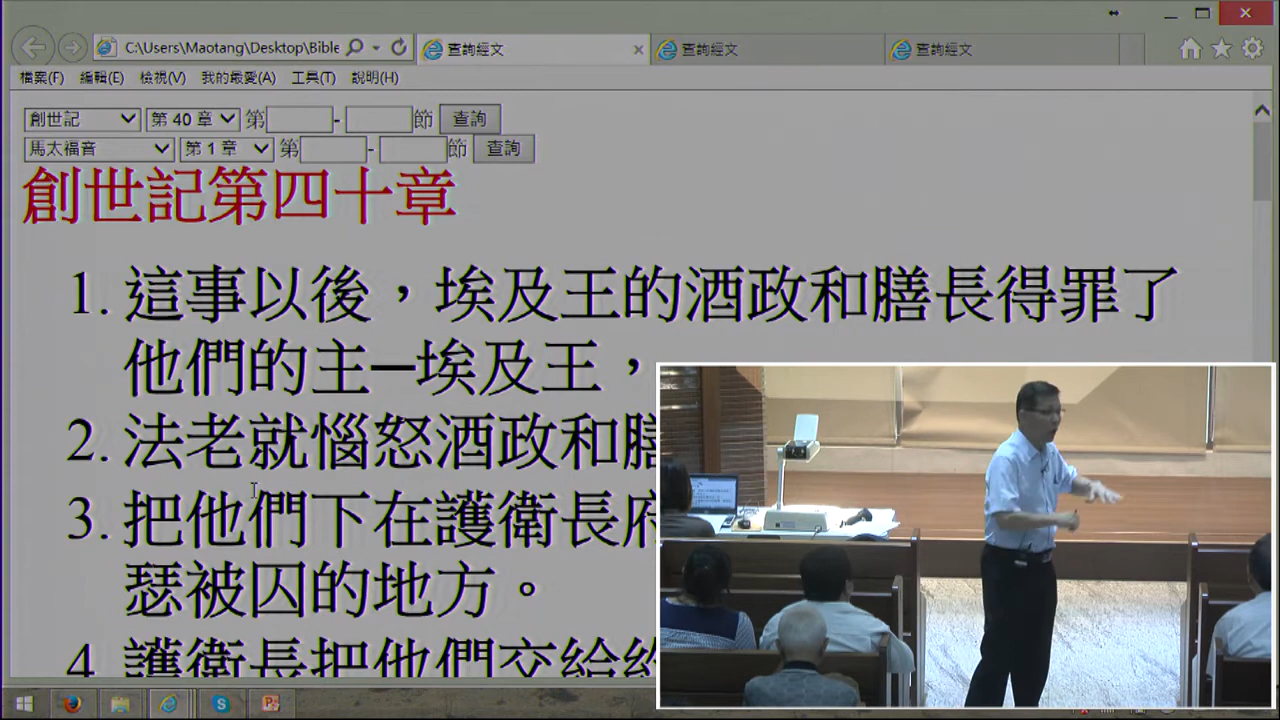 C:\Users\Maotang\Desktop\Bible
查詢經文
查詢經文
查詢經文
檔案(F) 編輯(E) 檢視(V) 我的最愛(A) 工具(T) 說明(H)
創世記 第 40 章 第 - 節 查詢
馬太福音 第 1 章 第 - 節 查詢
創世記第四十章
1. 這事以後，埃及王的酒政和膳長得罪了
他們的主─埃及王，
2. 法老就惱怒酒政和膳
3. 把他們下在護衛長府
瑟被囚的地方。
4. 護衛長把他們交給約